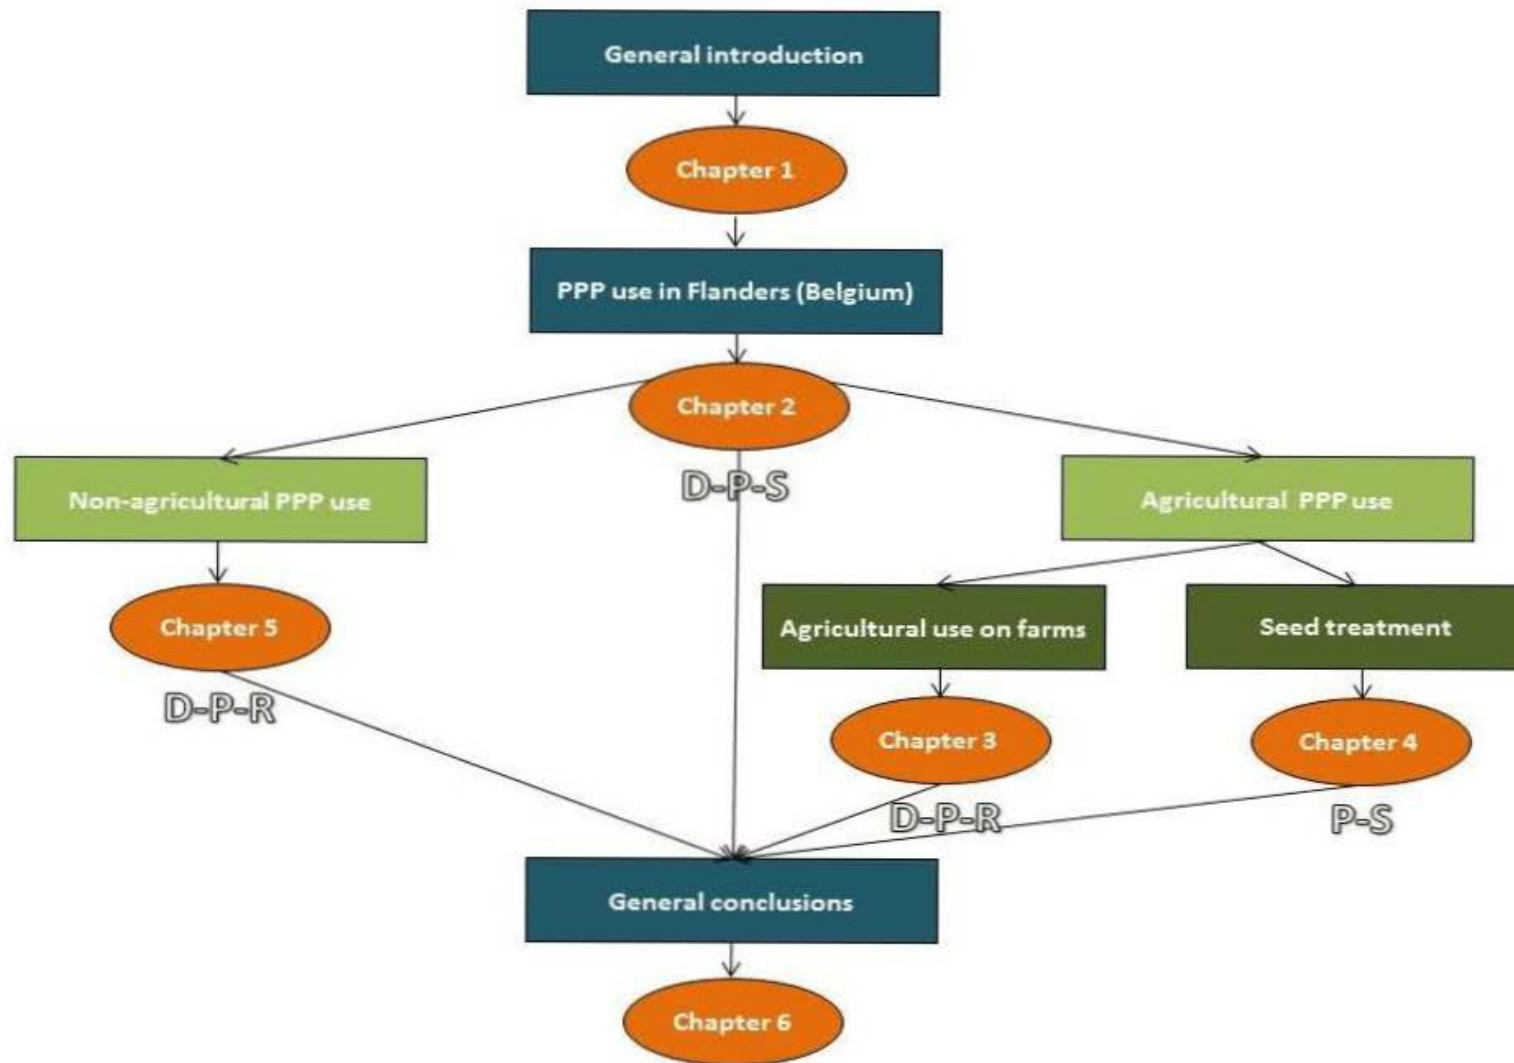 General introduction
Chapter 1
PPP use in Flanders (Belgium)
Chapter 2
D-P-S
Non-agricultural PPP use
Agricultural PPP use
Chapter 5
D-P-R
Agricultural use on farms
Seed treatment
Chapter 3
Chapter 4
D-P-R
P-S
General conclusions
Chapter 6